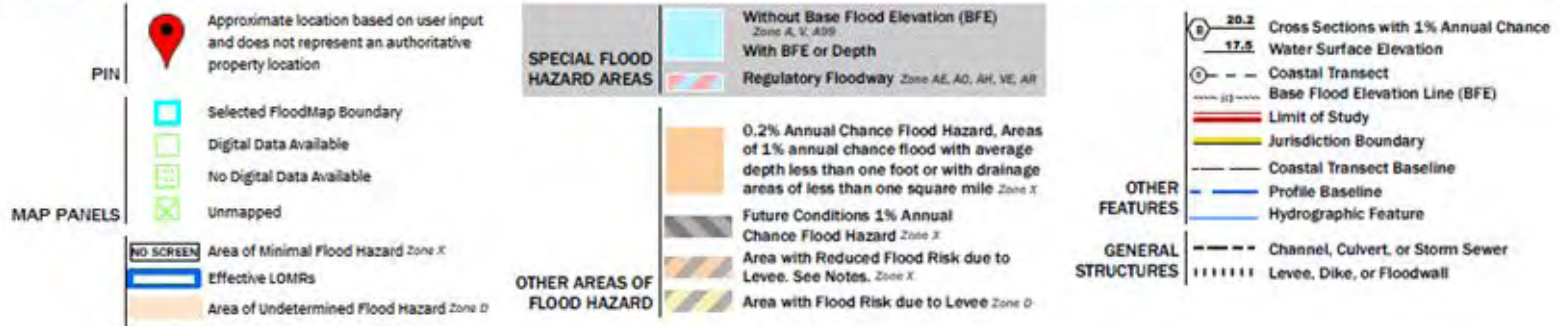 PIN
Approximate location based on user input
and does not represent an authoritative
property location
MAP PANELS
Selected FloodMap Boundary
Digital Data Available
No Digital Data Available
Unmapped
NO SCREEN Area of Minimal Flood Hazard Zone X
Effective LOMRs
Area of Undetermined Flood Hazard Zone D
SPECIAL FLOOD
HAZARD AREAS
Without Base Flood Elevation (BFE)
Zone A, V, A99
With BFE or Depth
Regulatory Floodway Zone AE, AO, AH, VE, AR
OTHER AREAS OF
FLOOD HAZARD
0.2% Annual Chance Flood Hazard, Areas
of 1% annual chance flood with average
depth less than one foot or with drainage
areas of less than one square mile Zone X
Future Conditions 1% Annual
Chance Flood Hazard Zone X
Area with Reduced Flood Risk due to
Levee. See Notes. Zone X
Area with Flood Risk due to Levee Zone D
OTHER
FEATURES
20.2 Cross Sections with 1% Annual Chance
17.5 Water Surface Elevation
Coastal Transect
Base Flood Elevation Line (BFE)
Limit of Study
Jurisdiction Boundary
Coastal Transect Baseline
Profile Baseline
Hydrographic Feature
GENERAL
STRUCTURES
Channel, Culvert, or Storm Sewer
Levee, Dike, or Floodwall